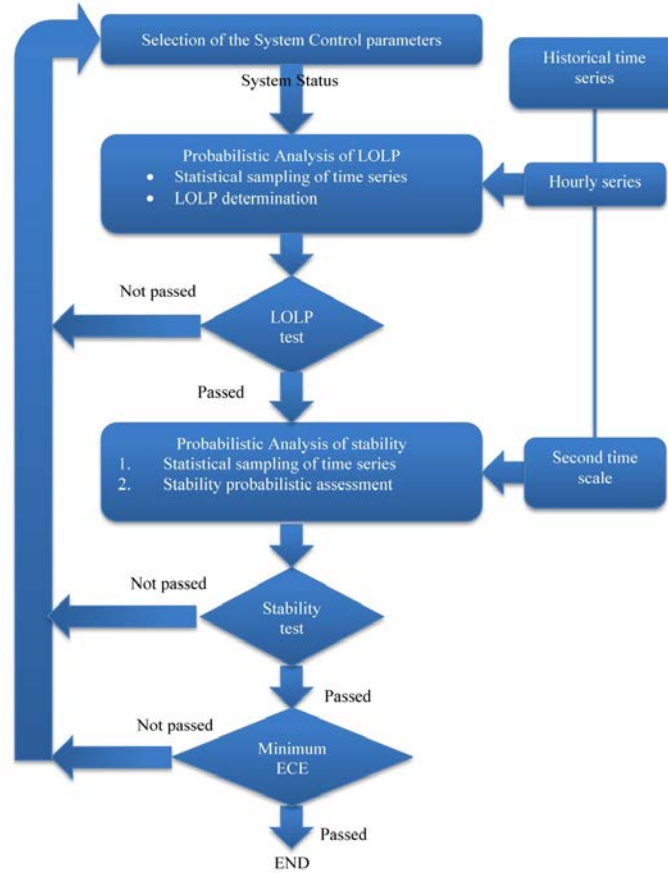 Selection of the System Control parameters
System Status
Historical time
series
Probabilistic Analysis of LOLP
• Statistical sampling of time series
• LOLP determination
Hourly series
Not passed
LOLP
test
Passed
Probabilistic Analysis of stability
1. Statistical sampling of time series
2. Stability probabilistic assessment
Second time
scale
Not passed
Stability
test
Passed
Not passed
Minimum
ECE
Passed
END